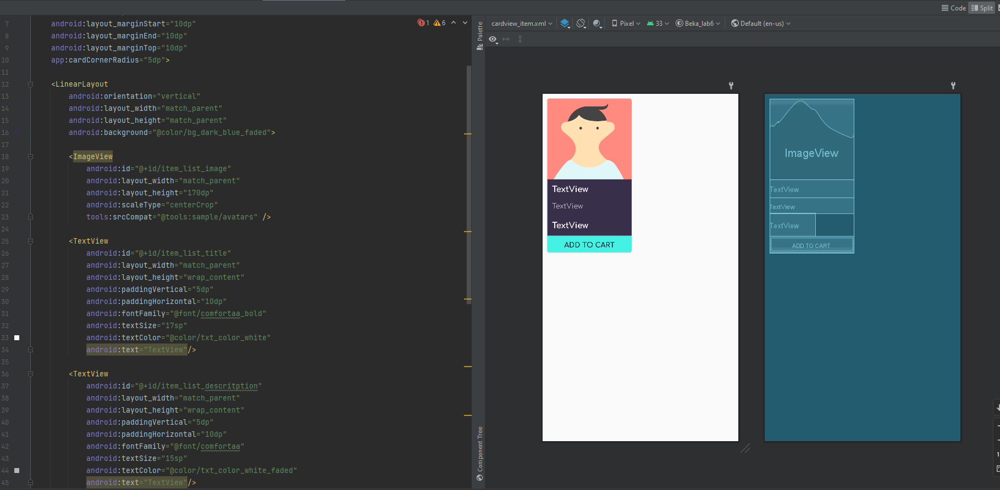 Code Split
7 android:layout_marginStart="10dp"
8 android:layout_marginEnd="10dp"
9 android:layout_marginTop="10dp"
10 app:cardCornerRadius="5dp">
11
12 <LinearLayout
13 android:orientation="vertical"
14 android:layout_width="match_parent"
15 android:layout_height="match_parent"
16 android:background="@color/bg_dark_blue_faded">
17
18 <ImageView
19 android:id="@+id/item_list_image"
20 android:layout_width="match_parent"
21 android:layout_height="170dp"
22 android:scaleType="centerCrop"
23 tools:srcCompat="@tools:sample/avatars" />
24
25 <TextView
26 android:id="@+id/item_list_title"
27 android:layout_width="match_parent"
28 android:layout_height="wrap_content"
29 android:paddingVertical="5dp"
30 android:paddingHorizontal="10dp"
31 android:fontFamily="@font/comfortaa_bold"
32 android:textSize="17sp"
33 android:textColor="@color/txt_color_white"
34 android:text="TextView"/>
35
36 <TextView
37 android:id="@+id/item_list_descritption"
38 android:layout_width="match_parent"
39 android:layout_height="wrap_content"
40 android:paddingVertical="5dp"
41 android:paddingHorizontal="10dp"
42 android:fontFamily="@font/comfortaa"
43 android:textSize="15sp"
44 android:textColor="@color/txt_color_white_faded"
45 android:text="TextView"/>
1 6
Palette
Component Tree
cardview_item.xml Pixel 33 Beka_lab6 Default (en-us)
TextView
TextView
TextView
ADD TO CART
ImageView
TextView
TextView
TextView
ADD TO CART